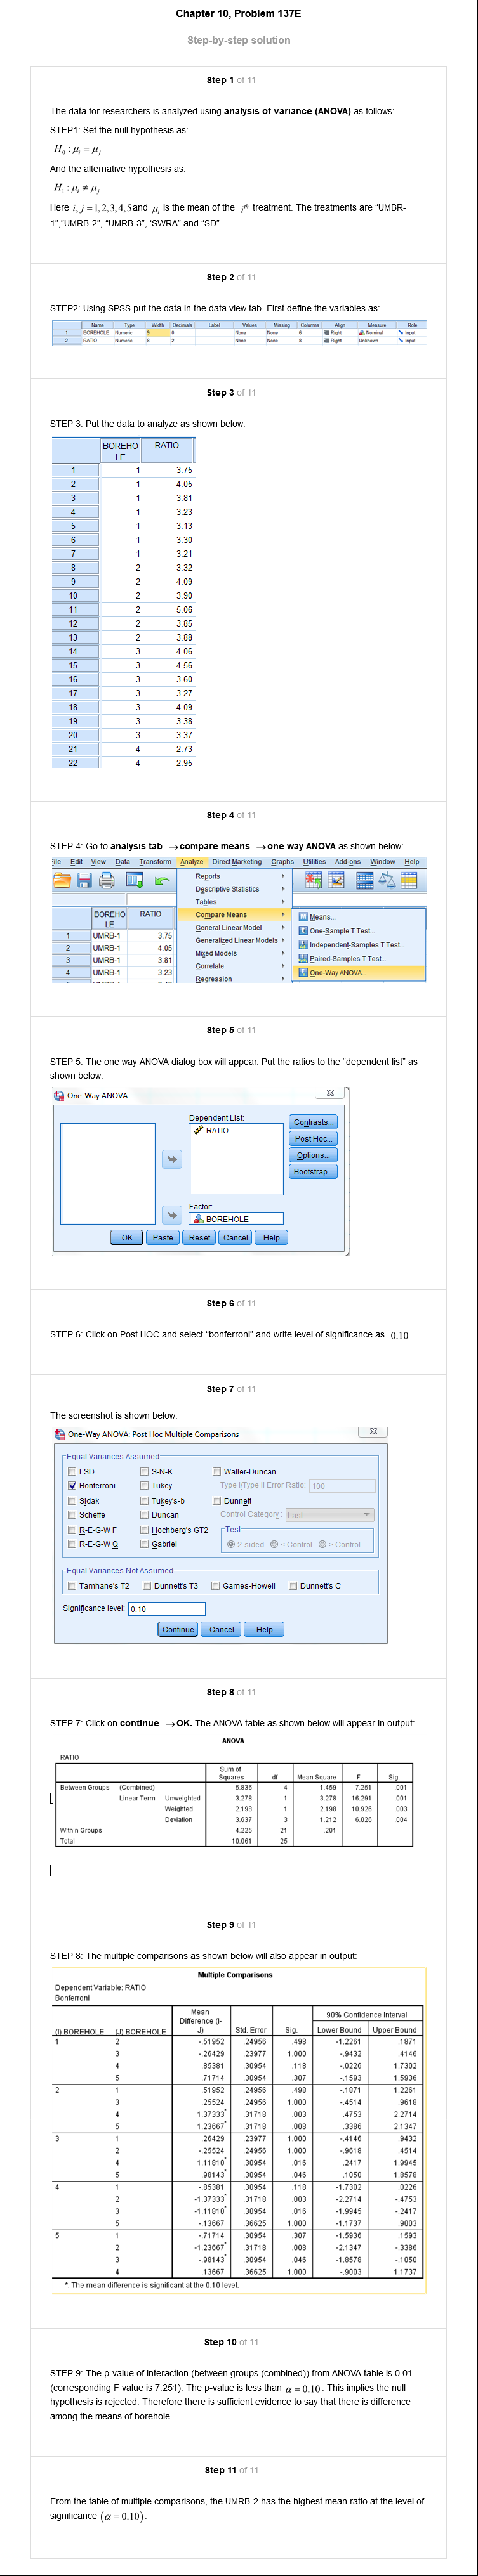 Chapter 10, Problem 137E
Step-by-step solution
Step 1 of 11
The data for researchers is analyzed using analysis of variance (ANOVA) as follows:
STEP1: Set the null hypothesis as:
H₀ : μᵢ = μⱼ
And the alternative hypothesis as:
H₁ : μᵢ ≠ μⱼ
Here i, j = 1,2,3,4,5 and μᵢ is the mean of the iᵗʰ treatment. The treatments are “UMBR-
1”,”UMRB-2”, “UMRB-3”, ‘SWRA” and “SD”.
Step 2 of 11
STEP2: Using SPSS put the data in the data view tab. First define the variables as:
Name Type Width Decimals Label Values Missing Columns Align Measure Role
1 BOREHOLE Numeric 9 0 None None 6 Right Nominal Input
2 RATIO Numeric 8 2 None None 8 Right Unknown Input
Step 3 of 11
STEP 3: Put the data to analyze as shown below:
BOREHO RATIO
LE
1 1 3.75
2 1 4.05
3 1 3.81
4 1 3.23
5 1 3.13
6 1 3.30
7 1 3.21
8 2 3.32
9 2 4.09
10 2 3.90
11 2 5.06
12 2 3.85
13 2 3.88
14 3 4.06
15 3 4.56
16 3 3.60
17 3 3.27
18 3 4.09
19 3 3.38
20 3 3.37
21 4 2.73
22 4 2.95
Step 4 of 11
STEP 4: Go to analysis tab →compare means →one way ANOVA as shown below:
File Edit View Data Transform Analyze Direct Marketing Graphs Utilities Add-ons Window Help
Reports
Descriptive Statistics
Tables
Compare Means
General Linear Model
Generalized Linear Models
Mixed Models
Correlate
Regression
Means...
One-Sample T Test...
Independent-Samples T Test...
Paired-Samples T Test...
One-Way ANOVA...
BOREHO RATIO
LE
1 UMRB-1 3.75
2 UMRB-1 4.05
3 UMRB-1 3.81
4 UMRB-1 3.23
Step 5 of 11
STEP 5: The one way ANOVA dialog box will appear. Put the ratios to the “dependent list” as
shown below:
One-Way ANOVA
Dependent List:
RATIO
Contrasts...
Post Hoc...
Options...
Bootstrap...
Factor:
BOREHOLE
OK Paste Reset Cancel Help
Step 6 of 11
STEP 6: Click on Post HOC and select “bonferroni” and write level of significance as 0.10 .
Step 7 of 11
The screenshot is shown below:
One-Way ANOVA: Post Hoc Multiple Comparisons
Equal Variances Assumed
LSD S-N-K Waller-Duncan
Bonferroni Tukey Type I/Type II Error Ratio: 100
Sidak Tukey's-b Dunnett
Scheffe Duncan Control Category : Last
R-E-G-W F Hochberg's GT2 Test
R-E-G-W Q Gabriel 2-sided < Control > Control
Equal Variances Not Assumed
Tamhane's T2 Dunnett's T3 Games-Howell Dunnett's C
Significance level: 0.10
Continue Cancel Help
Step 8 of 11
STEP 7: Click on continue →OK. The ANOVA table as shown below will appear in output:
ANOVA
RATIO
Sum of
Squares df Mean Square F Sig.
Between Groups (Combined) 5.836 4 1.459 7.251 .001
Linear Term Unweighted 3.278 1 3.278 16.291 .001
Weighted 2.198 1 2.198 10.926 .003
Deviation 3.637 3 1.212 6.026 .004
Within Groups 4.225 21 .201
Total 10.061 25
Step 9 of 11
STEP 8: The multiple comparisons as shown below will also appear in output:
Multiple Comparisons
Dependent Variable: RATIO
Bonferroni
Mean
Difference (I-
J) Std. Error Sig. 90% Confidence Interval
(I) BOREHOLE (J) BOREHOLE Lower Bound Upper Bound
1 2 -.51952 .24956 .498 -1.2261 .1871
3 -.26429 .23977 1.000 -.9432 .4146
4 .85381 .30954 .118 -.0226 1.7302
5 .71714 .30954 .307 -.1593 1.5936
2 1 .51952 .24956 .498 -.1871 1.2261
3 .25524 .24956 1.000 -.4514 .9618
4 1.37333* .31718 .003 .4753 2.2714
5 1.23667* .31718 .008 .3386 2.1347
3 1 .26429 .23977 1.000 -.4146 .9432
2 -.25524 .24956 1.000 -.9618 .4514
4 1.11810* .30954 .016 .2417 1.9945
5 .98143* .30954 .046 .1050 1.8578
4 1 -.85381 .30954 .118 -1.7302 .0226
2 -1.37333* .31718 .003 -2.2714 -.4753
3 -1.11810* .30954 .016 -1.9945 -.2417
5 -.13667 .36625 1.000 -1.1737 .9003
5 1 -.71714 .30954 .307 -1.5936 .1593
2 -1.23667* .31718 .008 -2.1347 -.3386
3 -.98143* .30954 .046 -1.8578 -.1050
4 .13667 .36625 1.000 -.9003 1.1737
*. The mean difference is significant at the 0.10 level.
Step 10 of 11
STEP 9: The p-value of interaction (between groups (combined)) from ANOVA table is 0.01
(corresponding F value is 7.251). The p-value is less than α = 0.10 . This implies the null
hypothesis is rejected. Therefore there is sufficient evidence to say that there is difference
among the means of borehole.
Step 11 of 11
From the table of multiple comparisons, the UMRB-2 has the highest mean ratio at the level of
significance (α = 0.10) .